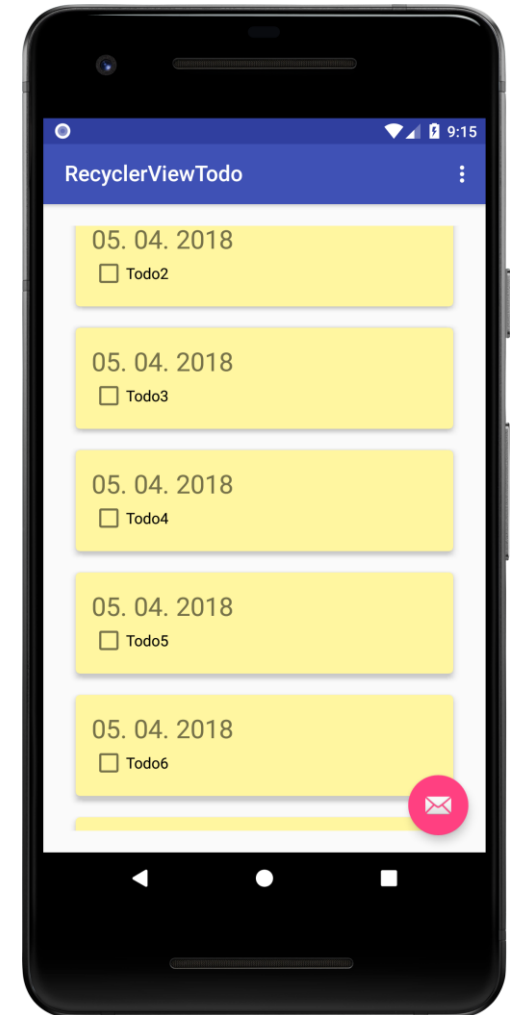 9:15
RecyclerViewTodo
05. 04. 2018
Todo2
05. 04. 2018
Todo3
05. 04. 2018
Todo4
05. 04. 2018
Todo5
05. 04. 2018
Todo6